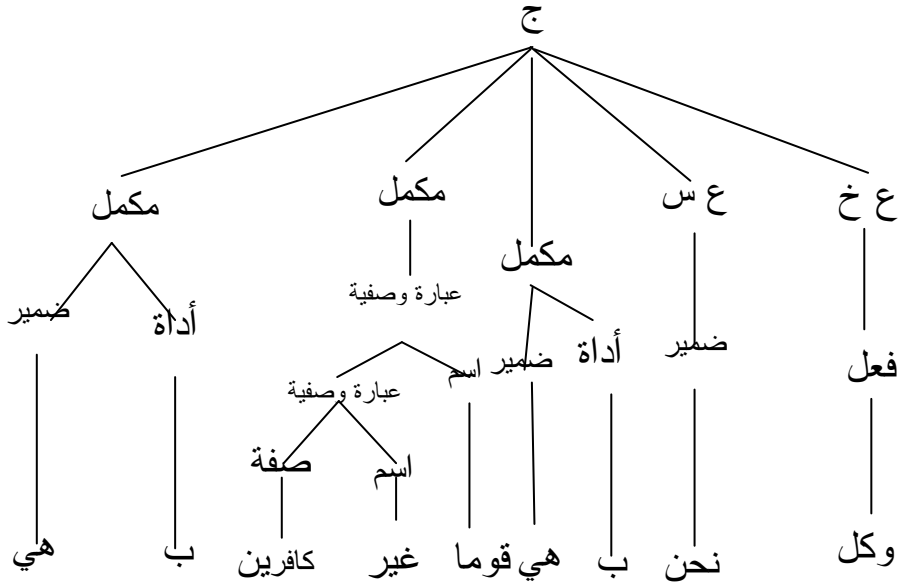 ج
ع خ ع س مكمل مكمل
مكمل
عبارة وصفية
فعل ضمير أداة ضمير أداة ضمير
اسم عبارة وصفية
اسم صفة
وكل نحن ب هي قوما غير كافرين ب هي